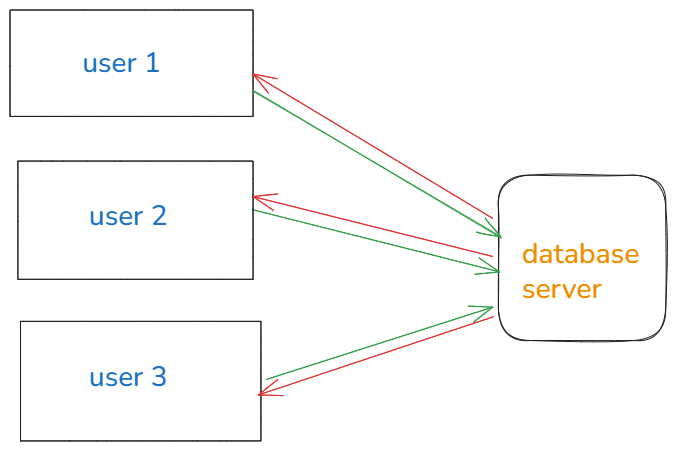 user 1
user 2
database
server
user 3